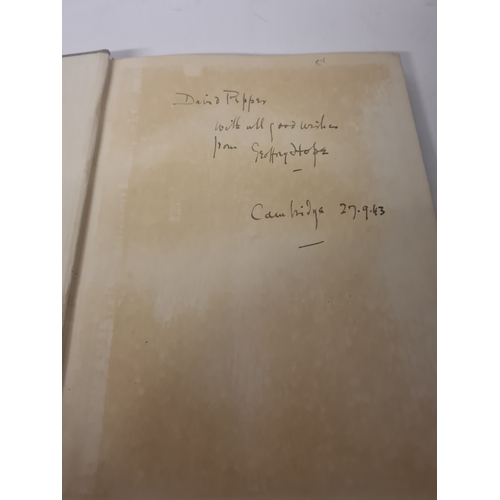 David Pepper
with all good wishes
from Geoffrey Hope
Cambridge 27.9.43